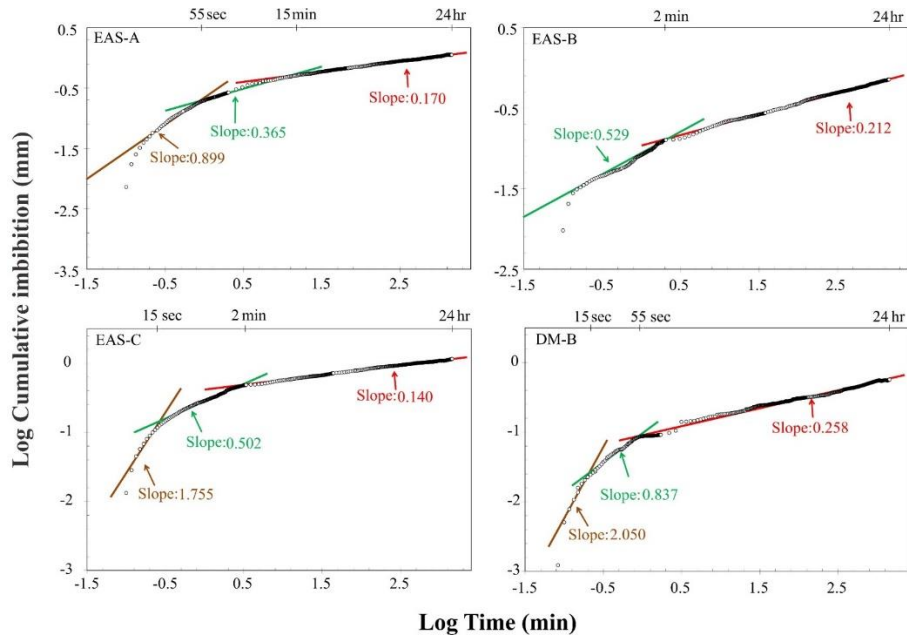 55 sec 15 min 24 hr
EAS-A
0.5
-0.5
-1.5
-2.5
-3.5
Slope:0.170
Slope:0.365
Slope:0.899
-1.5 -0.5 0.5 1.5 2.5
2 min 24 hr
EAS-B
0.5
-0.5
-1.5
-2.5
Slope:0.529
Slope:0.212
-1.5 -0.5 0.5 1.5 2.5
Log Cumulative imbibition (mm)
15 sec 2 min 24 hr
EAS-C
0
-1
-2
-3
Slope:0.140
Slope:0.502
Slope:1.755
-1.5 -0.5 0.5 1.5 2.5
15 sec 55 sec 24 hr
DM-B
0
-1
-2
-3
Slope:0.258
Slope:0.837
Slope:2.050
-1.5 -0.5 0.5 1.5 2.5
Log Time (min)